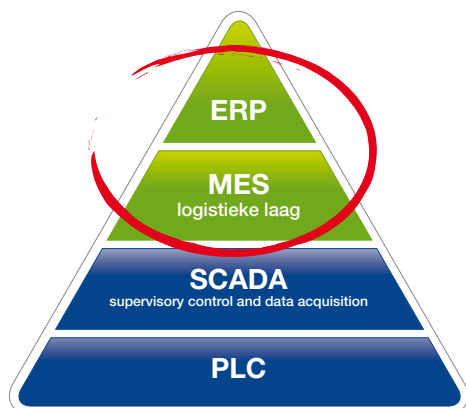 ERP
MES
logistieke laag
SCADA
supervisory control and data acquisition
PLC